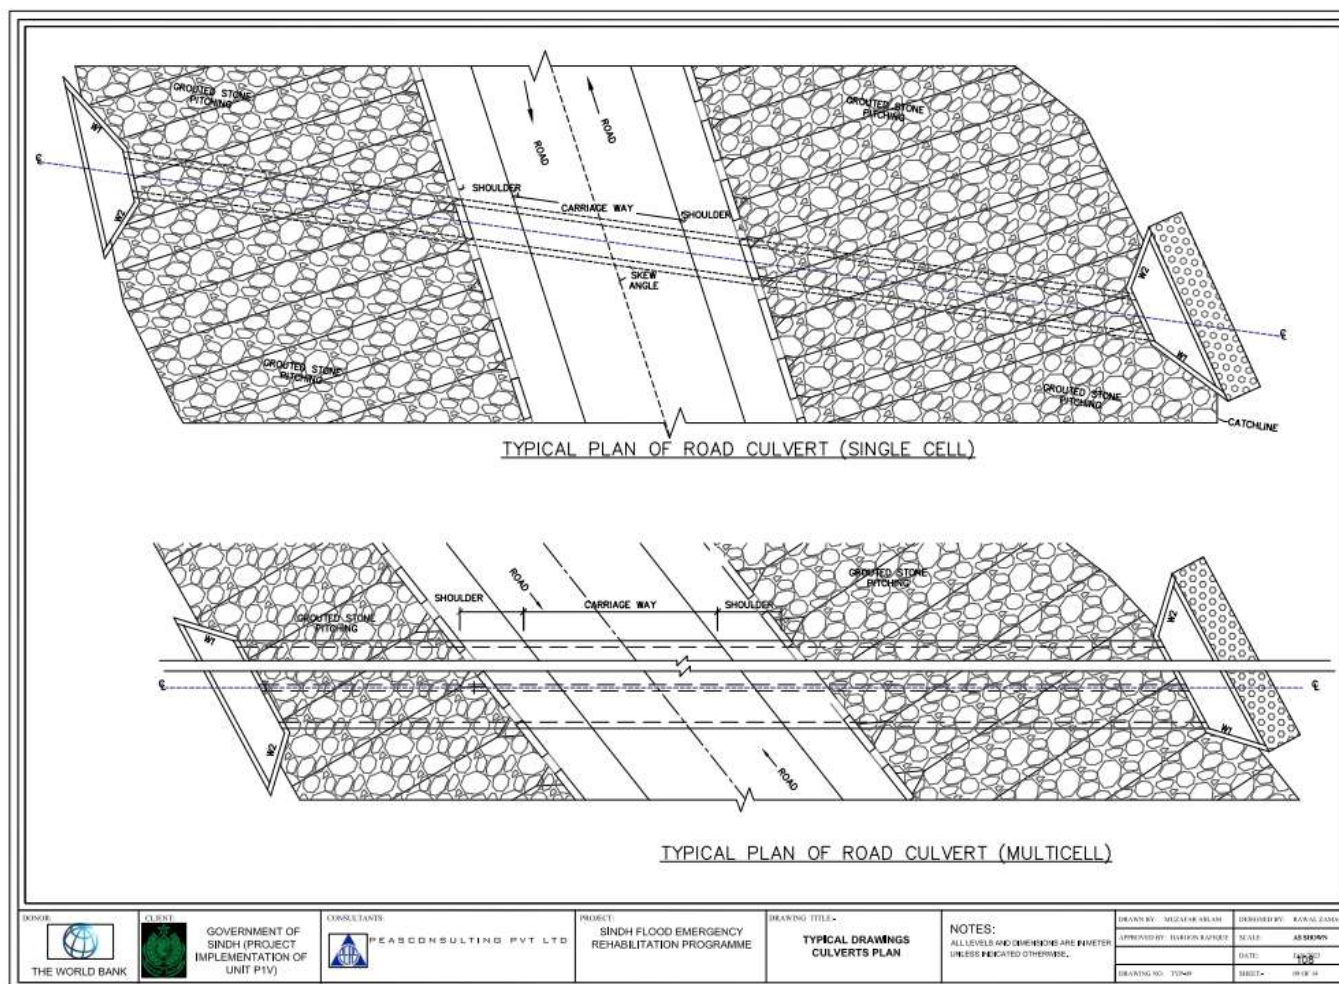 GROUTED STONE
PITCHING
GROUTED STONE
PITCHING
W1
ROAD
ROAD
℄
SHOULDER
CARRIAGE WAY
SHOULDER
W2
SKEW
ANGLE
W2
℄
GROUTED STONE
PITCHING
W1
GROUTED STONE
PITCHING
CATCHLINE
TYPICAL PLAN OF ROAD CULVERT (SINGLE CELL)
GROUTED STONE
PITCHING
ROAD
SHOULDER
CARRIAGE WAY
SHOULDER
GROUTED STONE
PITCHING
W2
W1
℄
℄
W2
W1
ROAD
TYPICAL PLAN OF ROAD CULVERT (MULTICELL)
DONOR:
THE WORLD BANK
CLIENT:
GOVERNMENT OF
SINDH (PROJECT
IMPLEMENTATION OF
UNIT P1V)
CONSULTANTS:
PEASCONSULTING PVT LTD
PROJECT:
SINDH FLOOD EMERGENCY
REHABILITATION PROGRAMME
DRAWING TITLE:-
TYPICAL DRAWINGS
CULVERTS PLAN
NOTES:
ALL LEVELS AND DIMENSIONS ARE IN METER
UNLESS INDICATED OTHERWISE.
DRAWN BY:
DESIGNED BY:
APPROVED BY: HAROON RAFIQUE
SCALE: AS SHOWN
DATE:
108
DRAWING NO: TYP-09
SHEET:-